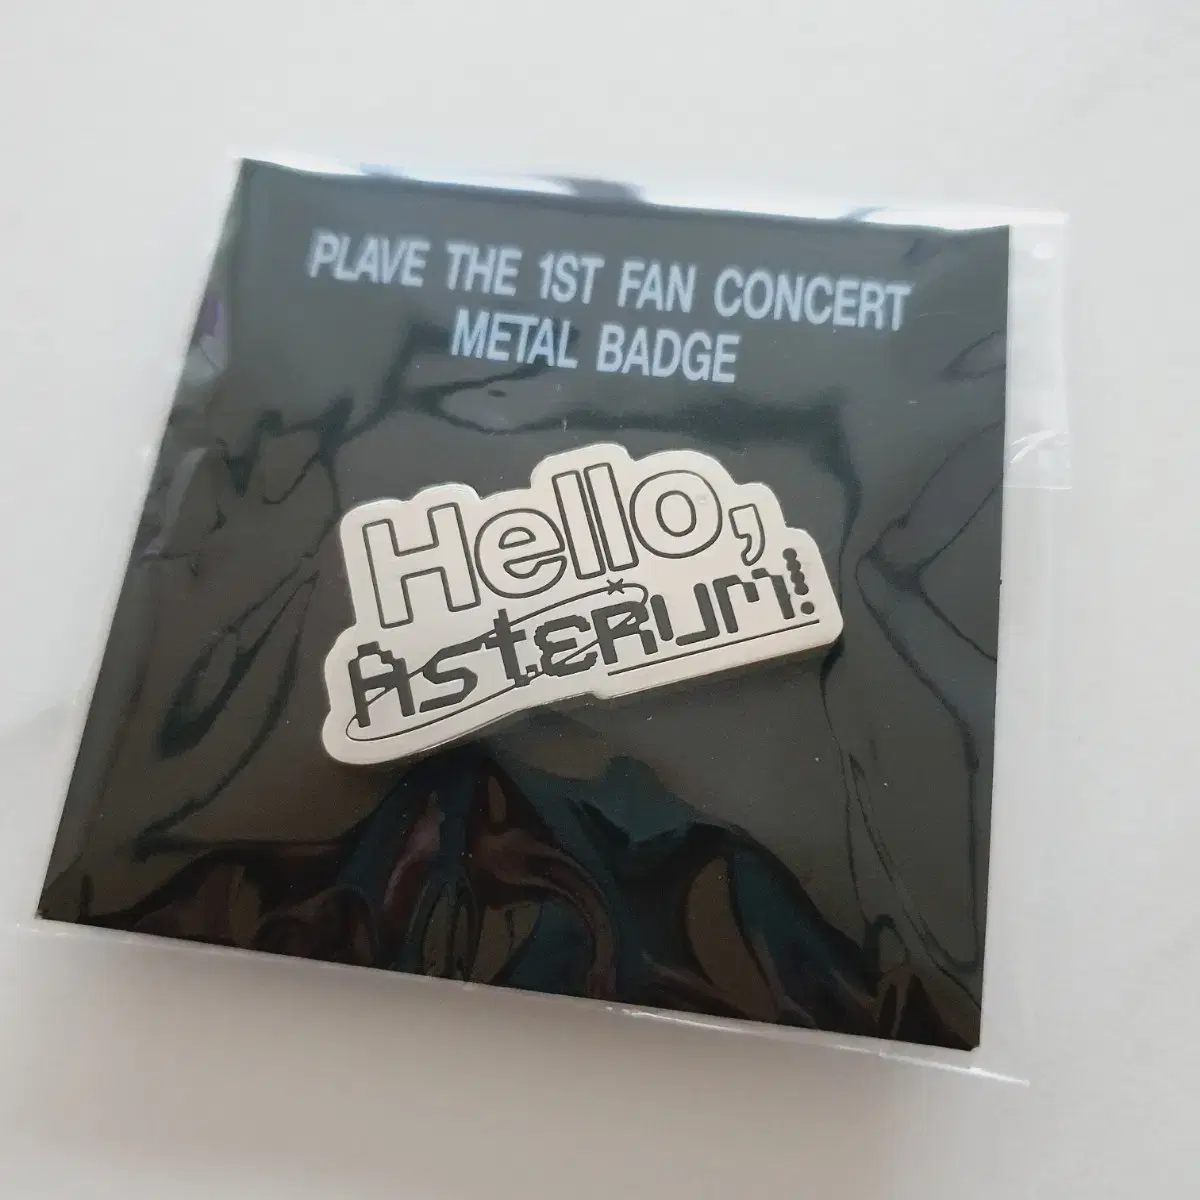 PLAVE THE 1ST FAN CONCERT
METAL BADGE
Hello,
Asterum!